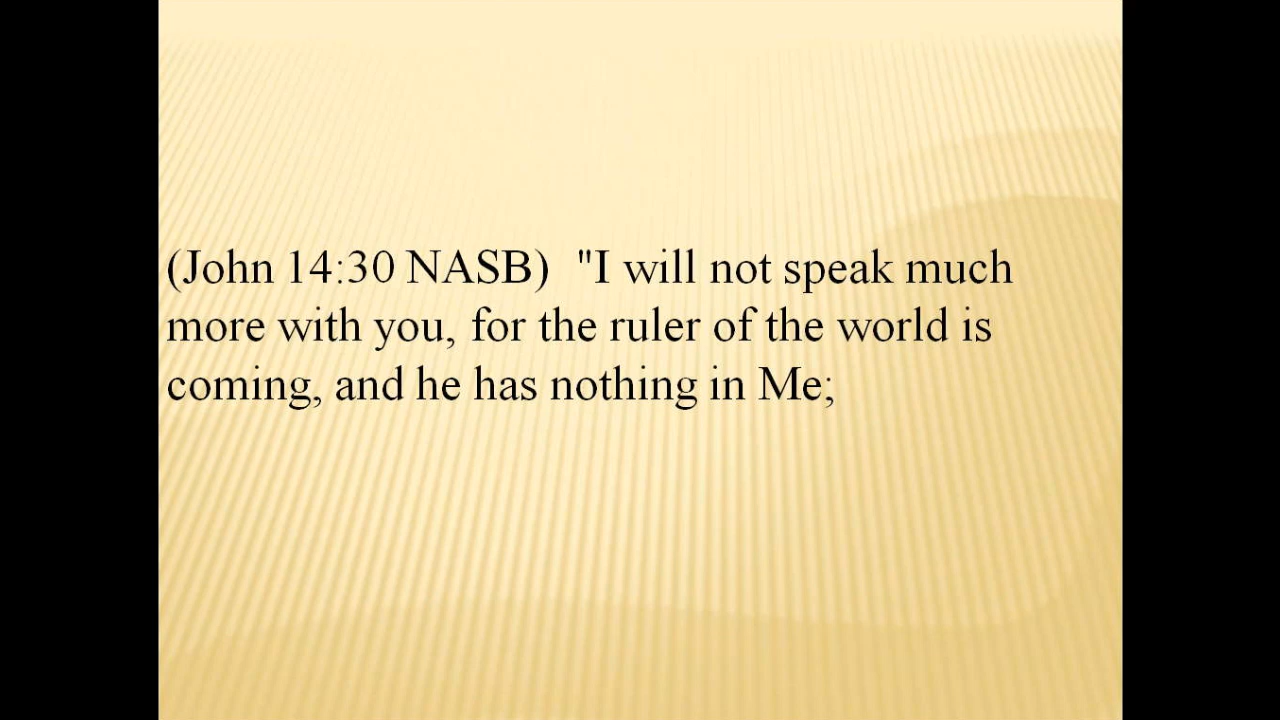 (John 14:30 NASB)  "I will not speak much
more with you, for the ruler of the world is
coming, and he has nothing in Me;